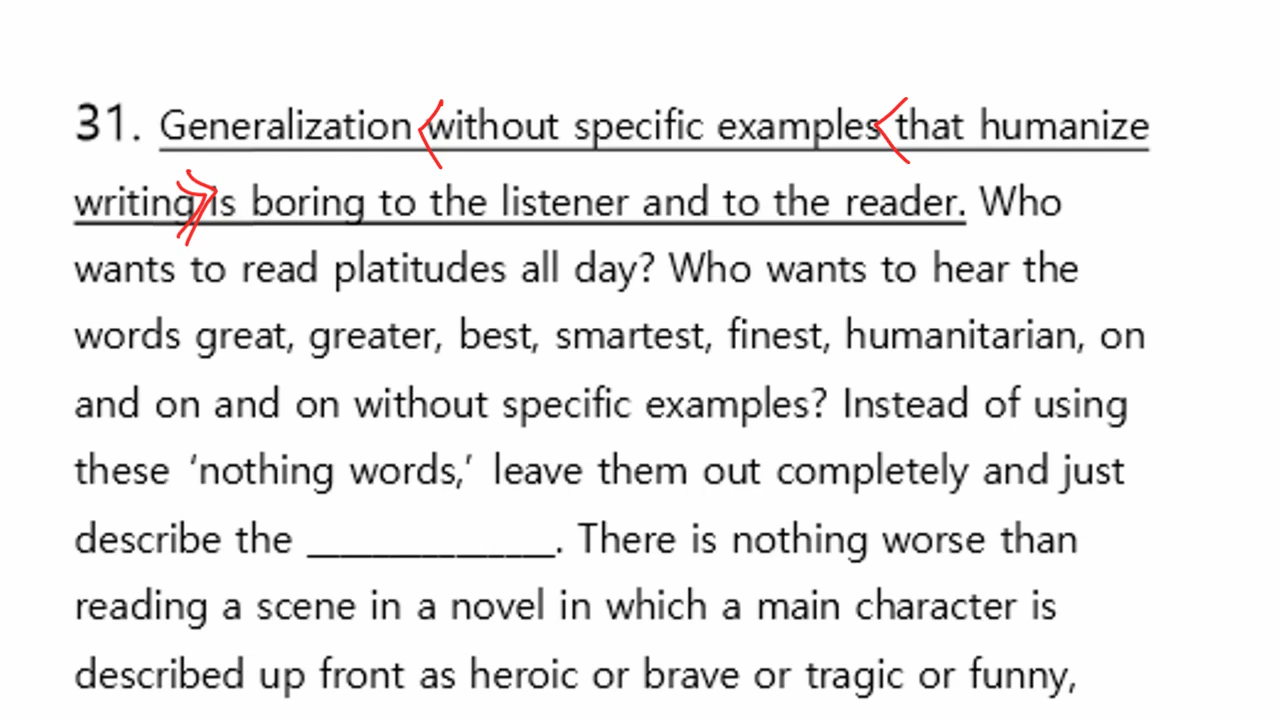 31. Generalization without specific examples that humanize
writing is boring to the listener and to the reader. Who
wants to read platitudes all day? Who wants to hear the
words great, greater, best, smartest, finest, humanitarian, on
and on and on without specific examples? Instead of using
these ‘nothing words,’ leave them out completely and just
describe the ______________. There is nothing worse than
reading a scene in a novel in which a main character is
described up front as heroic or brave or tragic or funny,